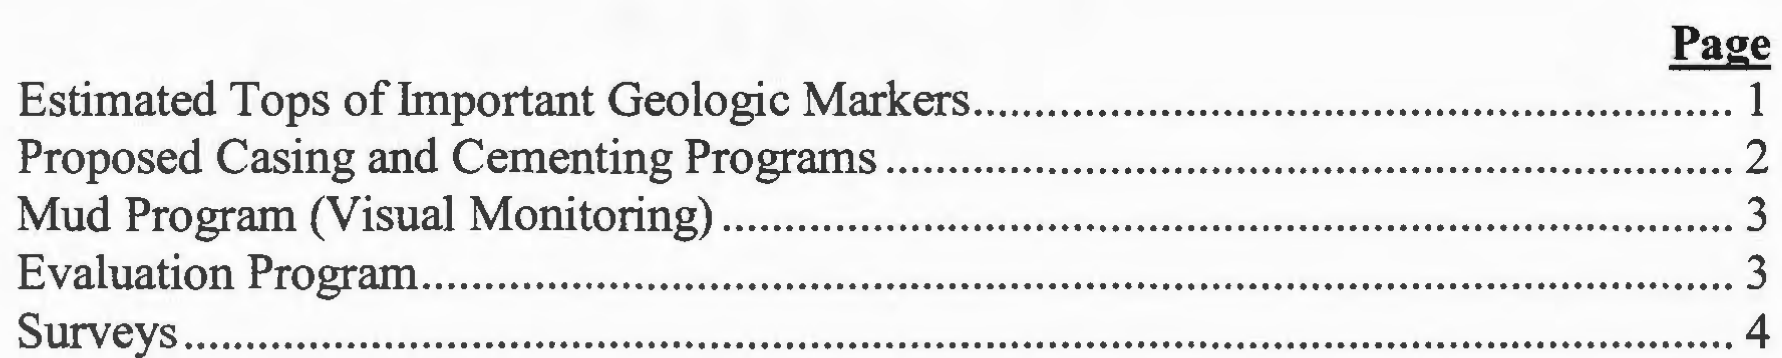 Page
Estimated Tops of Important Geologic Markers.......................................................................... 1
Proposed Casing and Cementing Programs .......................................................................... 2
Mud Program (Visual Monitoring) .......................................................................... 3
Evaluation Program.......................................................................... 3
Surveys.......................................................................... 4